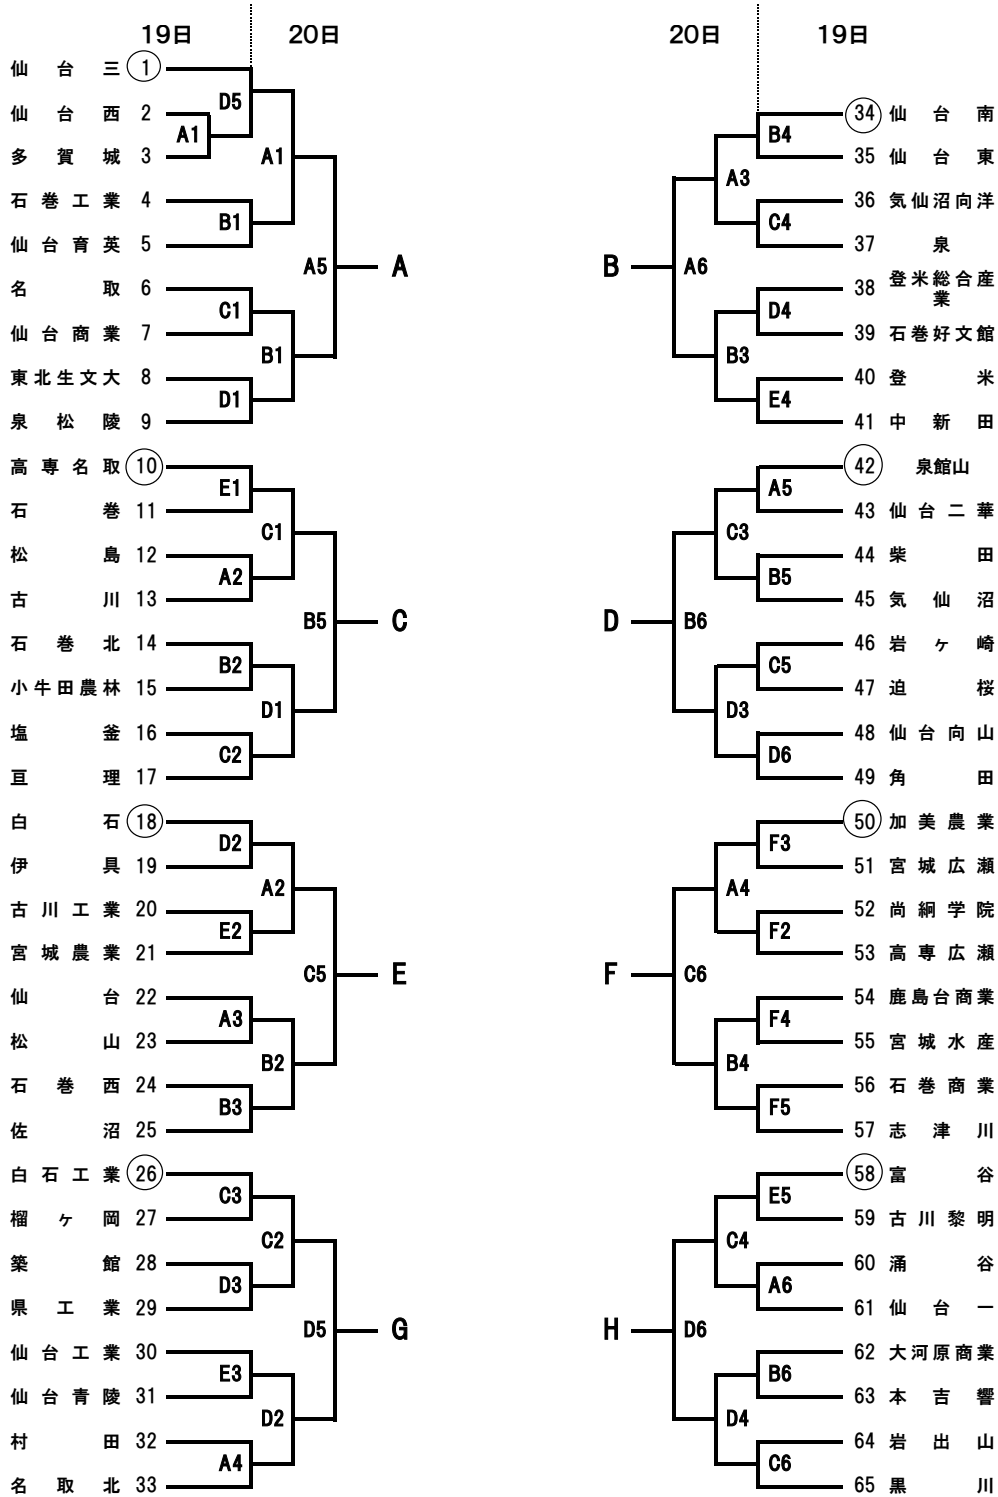 19日 20日 20日 19日
仙台三 1
仙台西 2
多賀城 3
石巻工業 4
仙台育英 5
名取 6
仙台商業 7
東北生文大 8
泉松陵 9
高専名取 10
石巻 11
松島 12
古川 13
石巻北 14
小牛田農林 15
塩釜 16
亘理 17
白石 18
伊具 19
古川工業 20
宮城農業 21
仙台 22
松山 23
石巻西 24
佐沼 25
白石工業 26
榴ヶ岡 27
築館 28
県工業 29
仙台工業 30
仙台青陵 31
村田 32
名取北 33
D5
A1
B1
C1
D1
E1
A2
B2
C2
D2
E2
A3
B3
C3
D3
E3
A4
A1
B1
C1
D1
A2
B2
C2
D2
A5
B5
C5
D5
A
C
E
G
B
D
F
H
A6
B6
C6
D6
A3
B3
C3
D3
A4
B4
C4
D4
B4
C4
D4
E4
A5
B5
C5
D6
F3
F2
F4
F5
E5
A6
B6
C6
34 仙台南
35 仙台東
36 気仙沼向洋
37 泉
38 登米総合産
業
39 石巻好文館
40 登米
41 中新田
42 泉館山
43 仙台二華
44 柴田
45 気仙沼
46 岩ヶ崎
47 迫桜
48 仙台向山
49 角田
50 加美農業
51 宮城広瀬
52 尚絅学院
53 高専広瀬
54 鹿島台商業
55 宮城水産
56 石巻商業
57 志津川
58 富谷
59 古川黎明
60 涌谷
61 仙台一
62 大河原商業
63 本吉響
64 岩出山
65 黒川